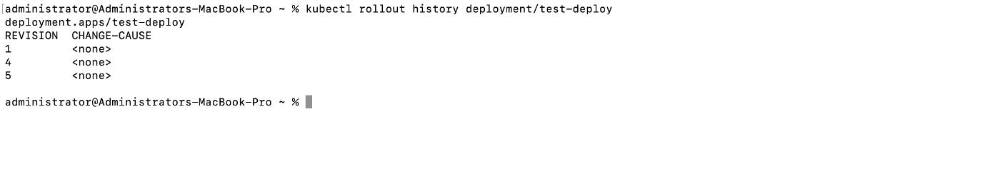 [administrator@Administrators-MacBook-Pro ~ % kubectl rollout history deployment/test-deploy
deployment.apps/test-deploy
REVISION  CHANGE-CAUSE
1         <none>
4         <none>
5         <none>
administrator@Administrators-MacBook-Pro ~ %